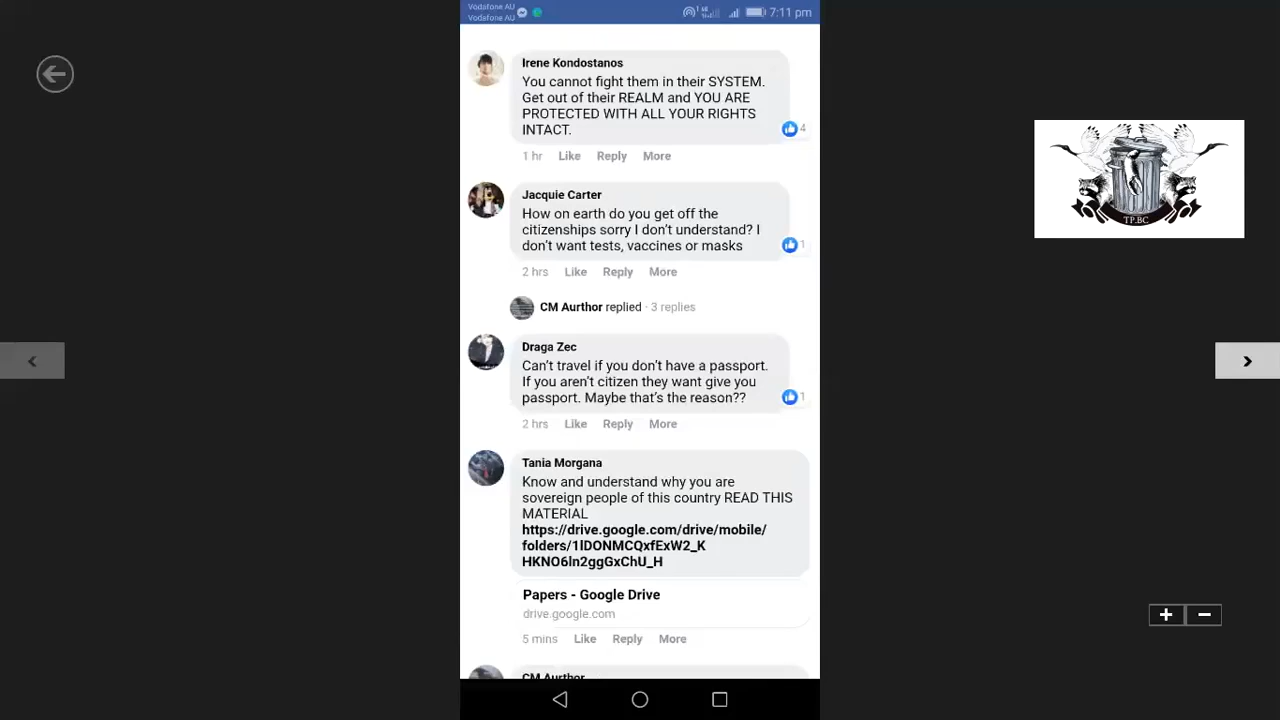 Vodafone AU
Vodafone AU
7:11 pm
Irene Kondostanos
You cannot fight them in their SYSTEM.
Get out of their REALM and YOU ARE
PROTECTED WITH ALL YOUR RIGHTS
INTACT.
4
1 hr Like Reply More
Jacquie Carter
How on earth do you get off the
citizenships sorry I don't understand? I
don't want tests, vaccines or masks
1
2 hrs Like Reply More
CM Aurthor replied · 3 replies
Draga Zec
Can't travel if you don't have a passport.
If you aren't citizen they want give you
passport. Maybe that's the reason??
1
2 hrs Like Reply More
Tania Morgana
Know and understand why you are
sovereign people of this country READ THIS
MATERIAL
https://drive.google.com/drive/mobile/
folders/1lDONMCQxfExW2_K
HKNO6ln2ggGxChU_H
Papers - Google Drive
drive.google.com
5 mins Like Reply More
CM Aurthor
TP.BC